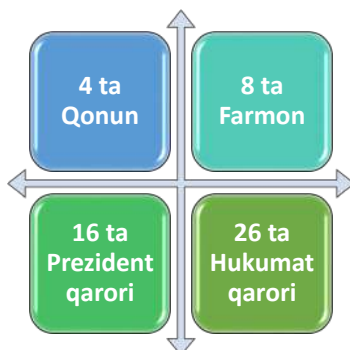 4 ta
Qonun
8 ta
Farmon
16 ta
Prezident
qarori
26 ta
Hukumat
qarori